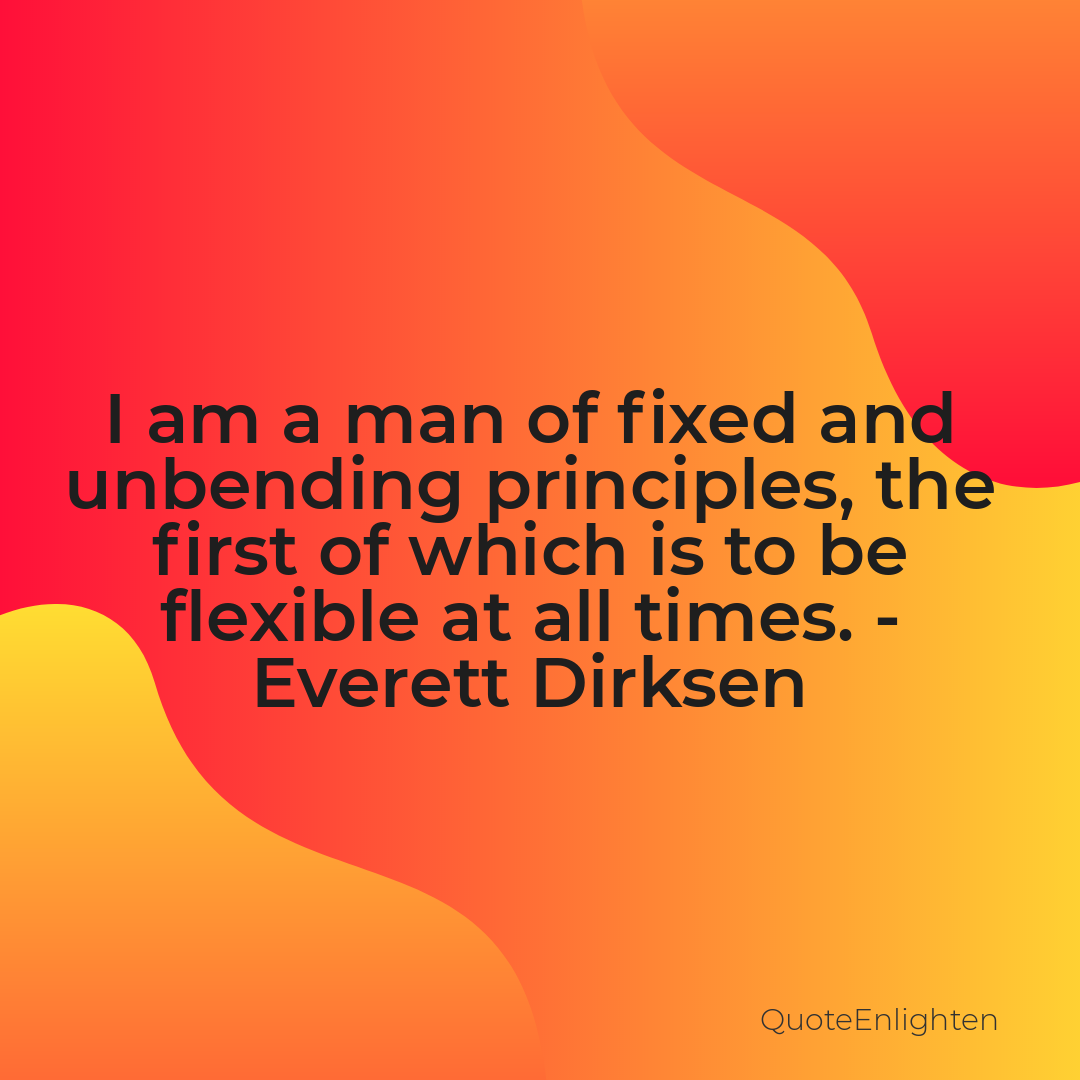 I am a man of fixed and
unbending principles, the
first of which is to be
flexible at all times. -
Everett Dirksen
QuoteEnlighten